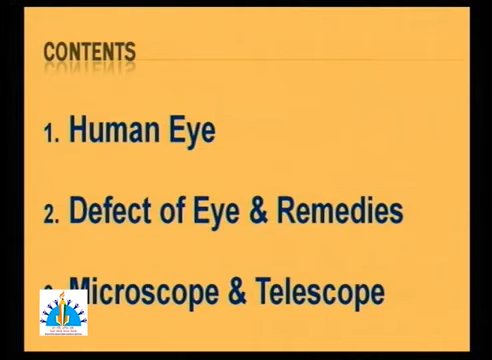 CONTENTS
1. Human Eye
2. Defect of Eye & Remedies
Microscope & Telescope